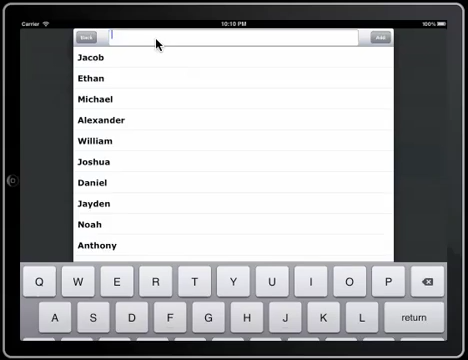 Carrier 10:10 PM 100%
Back Add
Jacob
Ethan
Michael
Alexander
William
Joshua
Daniel
Jayden
Noah
Anthony
Q W E R T Y U I O P
A S D F G H J K L return